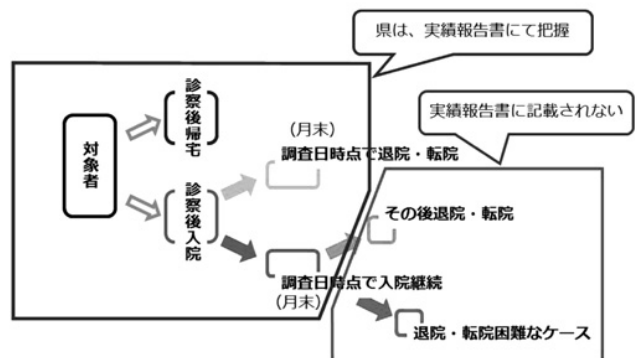 県は、実績報告書にて把握
実績報告書に記載されない
対象者
診察後帰宅
診察後入院
（月末）
調査日時点で退院・転院
その後退院・転院
調査日時点で入院継続
（月末）
退院・転院困難なケース